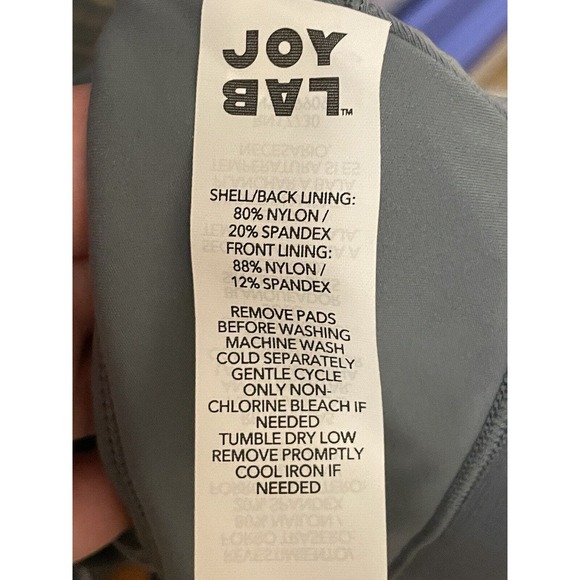 JOY
LAB™
SHELL/BACK LINING:
80% NYLON /
20% SPANDEX
FRONT LINING:
88% NYLON /
12% SPANDEX
REMOVE PADS
BEFORE WASHING
MACHINE WASH
COLD SEPARATELY
GENTLE CYCLE
ONLY NON-
CHLORINE BLEACH IF
NEEDED
TUMBLE DRY LOW
REMOVE PROMPTLY
COOL IRON IF
NEEDED